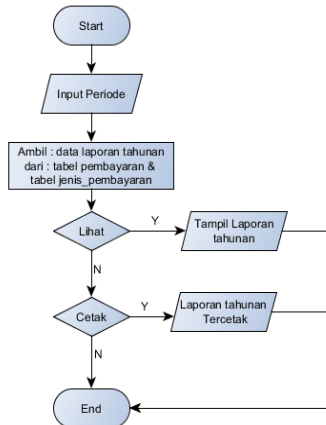 Start
Input Periode
Ambil : data laporan tahunan
dari : tabel pembayaran &
tabel jenis_pembayaran
Lihat
Y
Tampil Laporan
tahunan
N
Cetak
Y
Laporan tahunan
Tercetak
N
End